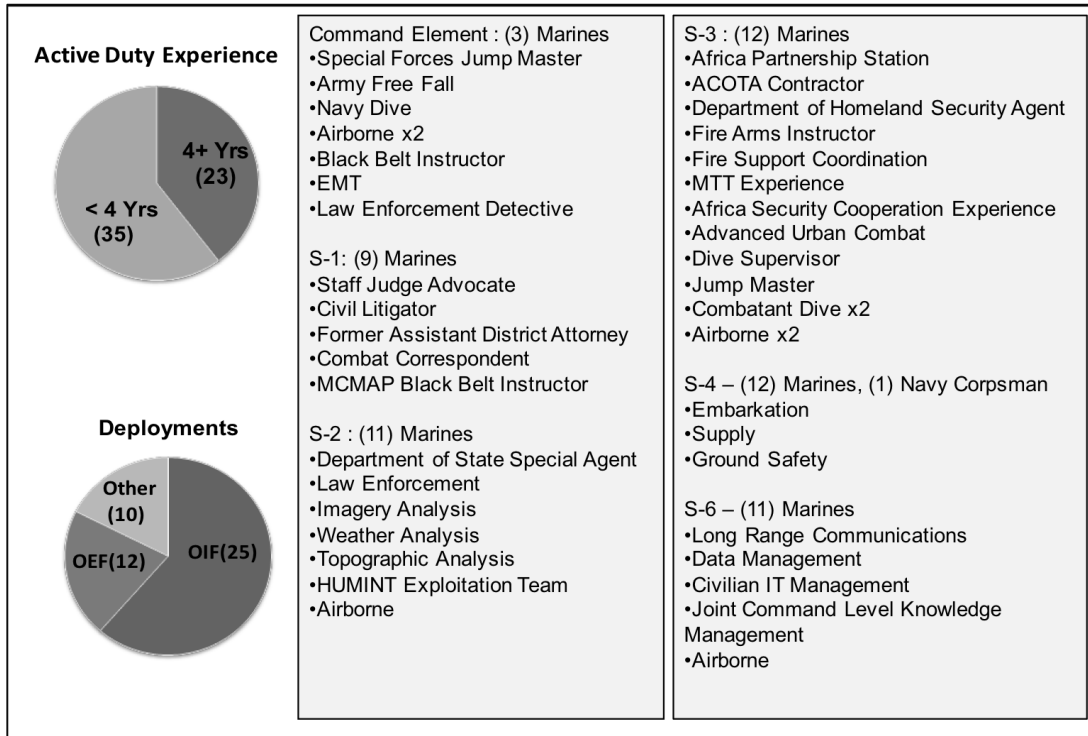 Active Duty Experience
4+ Yrs
(23)
< 4 Yrs
(35)
Deployments
Other
(10)
OEF(12)
OIF(25)
Command Element : (3) Marines
•Special Forces Jump Master
•Army Free Fall
•Navy Dive
•Airborne x2
•Black Belt Instructor
•EMT
•Law Enforcement Detective
S-1: (9) Marines
•Staff Judge Advocate
•Civil Litigator
•Former Assistant District Attorney
•Combat Correspondent
•MCMAP Black Belt Instructor
S-2 : (11) Marines
•Department of State Special Agent
•Law Enforcement
•Imagery Analysis
•Weather Analysis
•Topographic Analysis
•HUMINT Exploitation Team
•Airborne
S-3 : (12) Marines
•Africa Partnership Station
•ACOTA Contractor
•Department of Homeland Security Agent
•Fire Arms Instructor
•Fire Support Coordination
•MTT Experience
•Africa Security Cooperation Experience
•Advanced Urban Combat
•Dive Supervisor
•Jump Master
•Combatant Dive x2
•Airborne x2
S-4 – (12) Marines, (1) Navy Corpsman
•Embarkation
•Supply
•Ground Safety
S-6 – (11) Marines
•Long Range Communications
•Data Management
•Civilian IT Management
•Joint Command Level Knowledge
Management
•Airborne